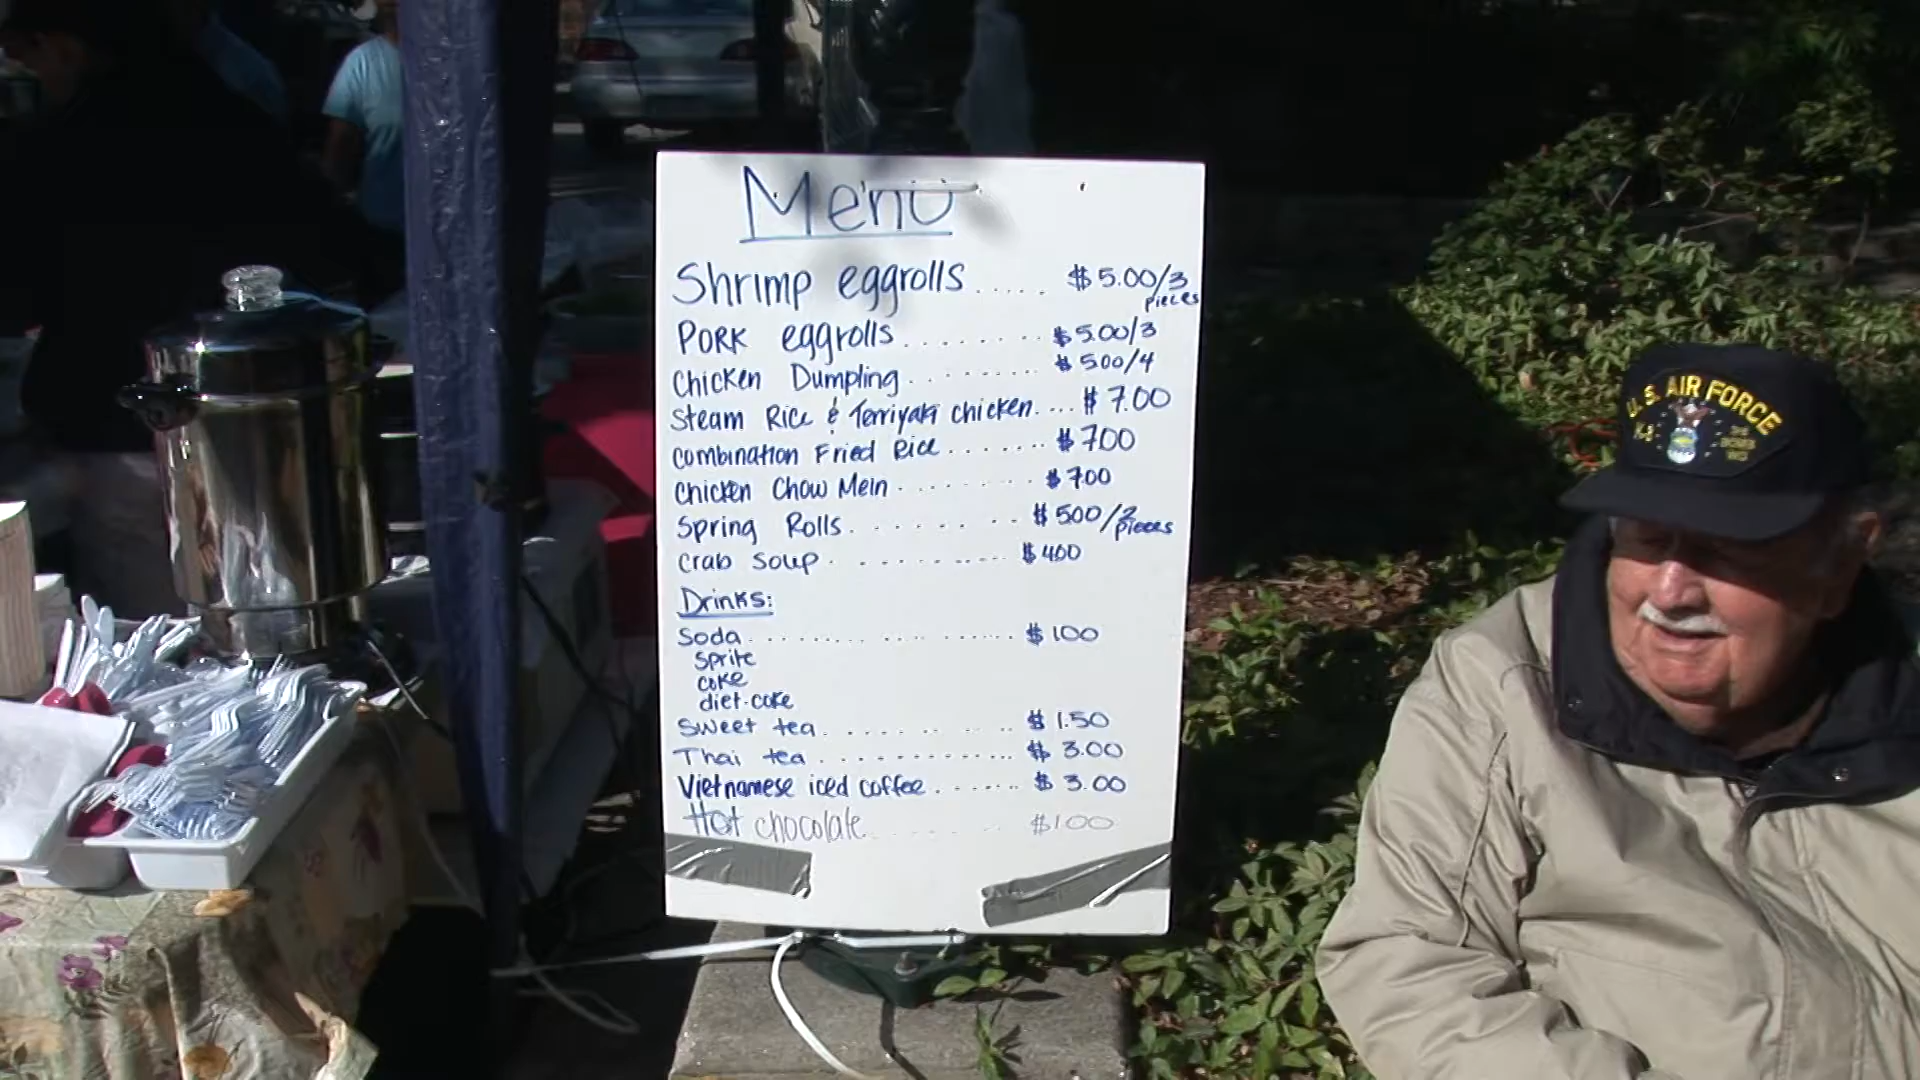 Menu
Shrimp eggrolls ..... $5.00/3 pieces
Pork eggrolls ........ $5.00/3
Chicken Dumpling ........ $500/4
Steam Rice & Terriyaki chicken .... $7.00
Combination Fried Rice ....... $700
Chicken Chow Mein ........ $700
Spring Rolls ........ $500/2 pieces
Crab Soup ......... $400
Drinks:
Soda ............... $100
Sprite
Coke
diet-coke
Sweet tea ........ $1.50
Thai tea ............ $3.00
Vietnamese iced coffee ....... $3.00
Hot chocolate ....... $100
U.S. AIR FORCE